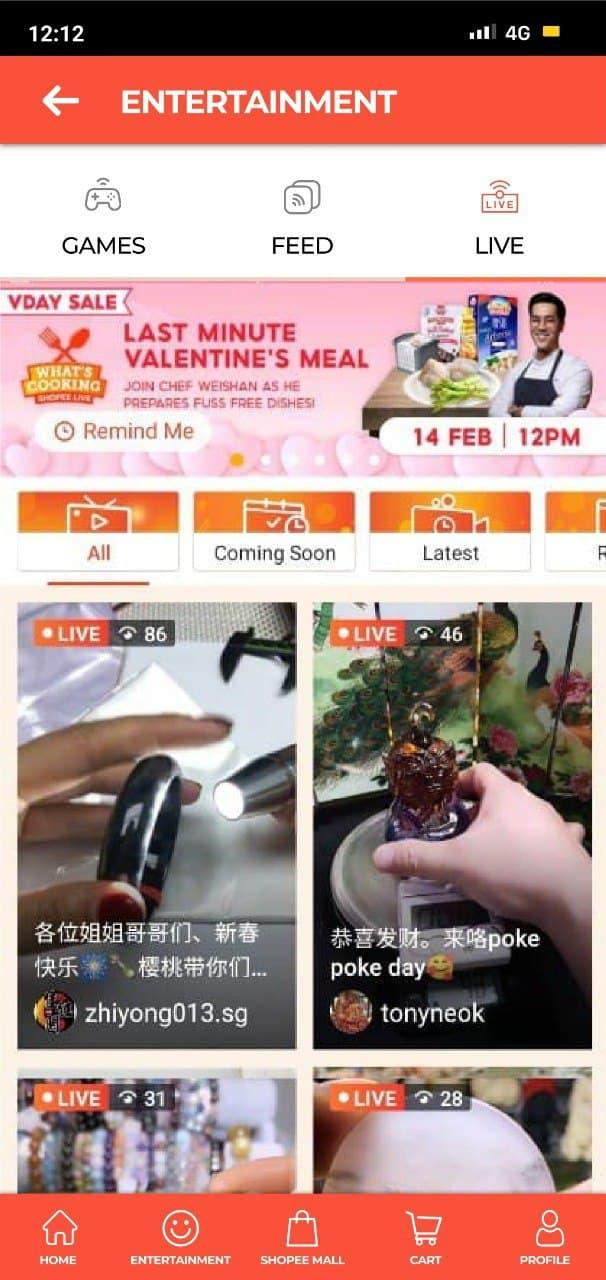 12:12
4G
ENTERTAINMENT
GAMES
FEED
LIVE
LIVE
VDAY SALE
WHAT'S
COOKING
SHOPEE LIVE
LAST MINUTE
VALENTINE'S MEAL
JOIN CHEF WEISHAN AS HE
PREPARES FUSS FREE DISHES!
Remind Me
14 FEB | 12PM
All
Coming Soon
Latest
R
LIVE 86
LIVE 46
各位姐姐哥哥们、新春
快乐🎆🍾樱桃带你们...
zhiyong013.sg
恭喜发财。来咯poke
poke day🤗
tonyneok
LIVE 31
LIVE 28
HOME
ENTERTAINMENT
SHOPEE MALL
CART
PROFILE